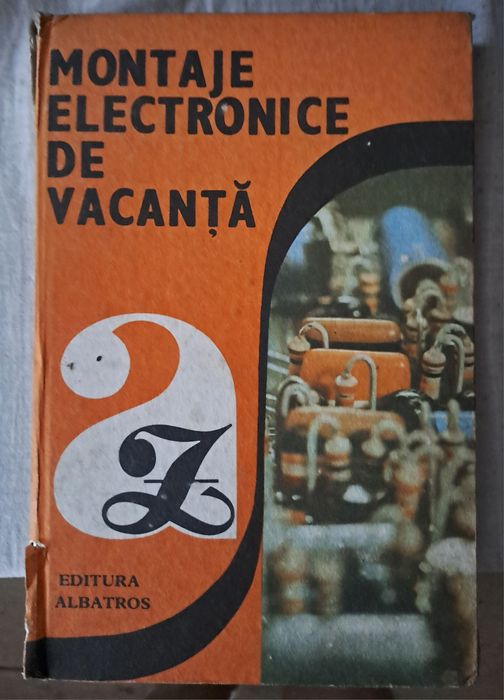 MONTAJE
ELECTRONICE
DE
VACANȚĂ
a
Z
EDITURA
ALBATROS